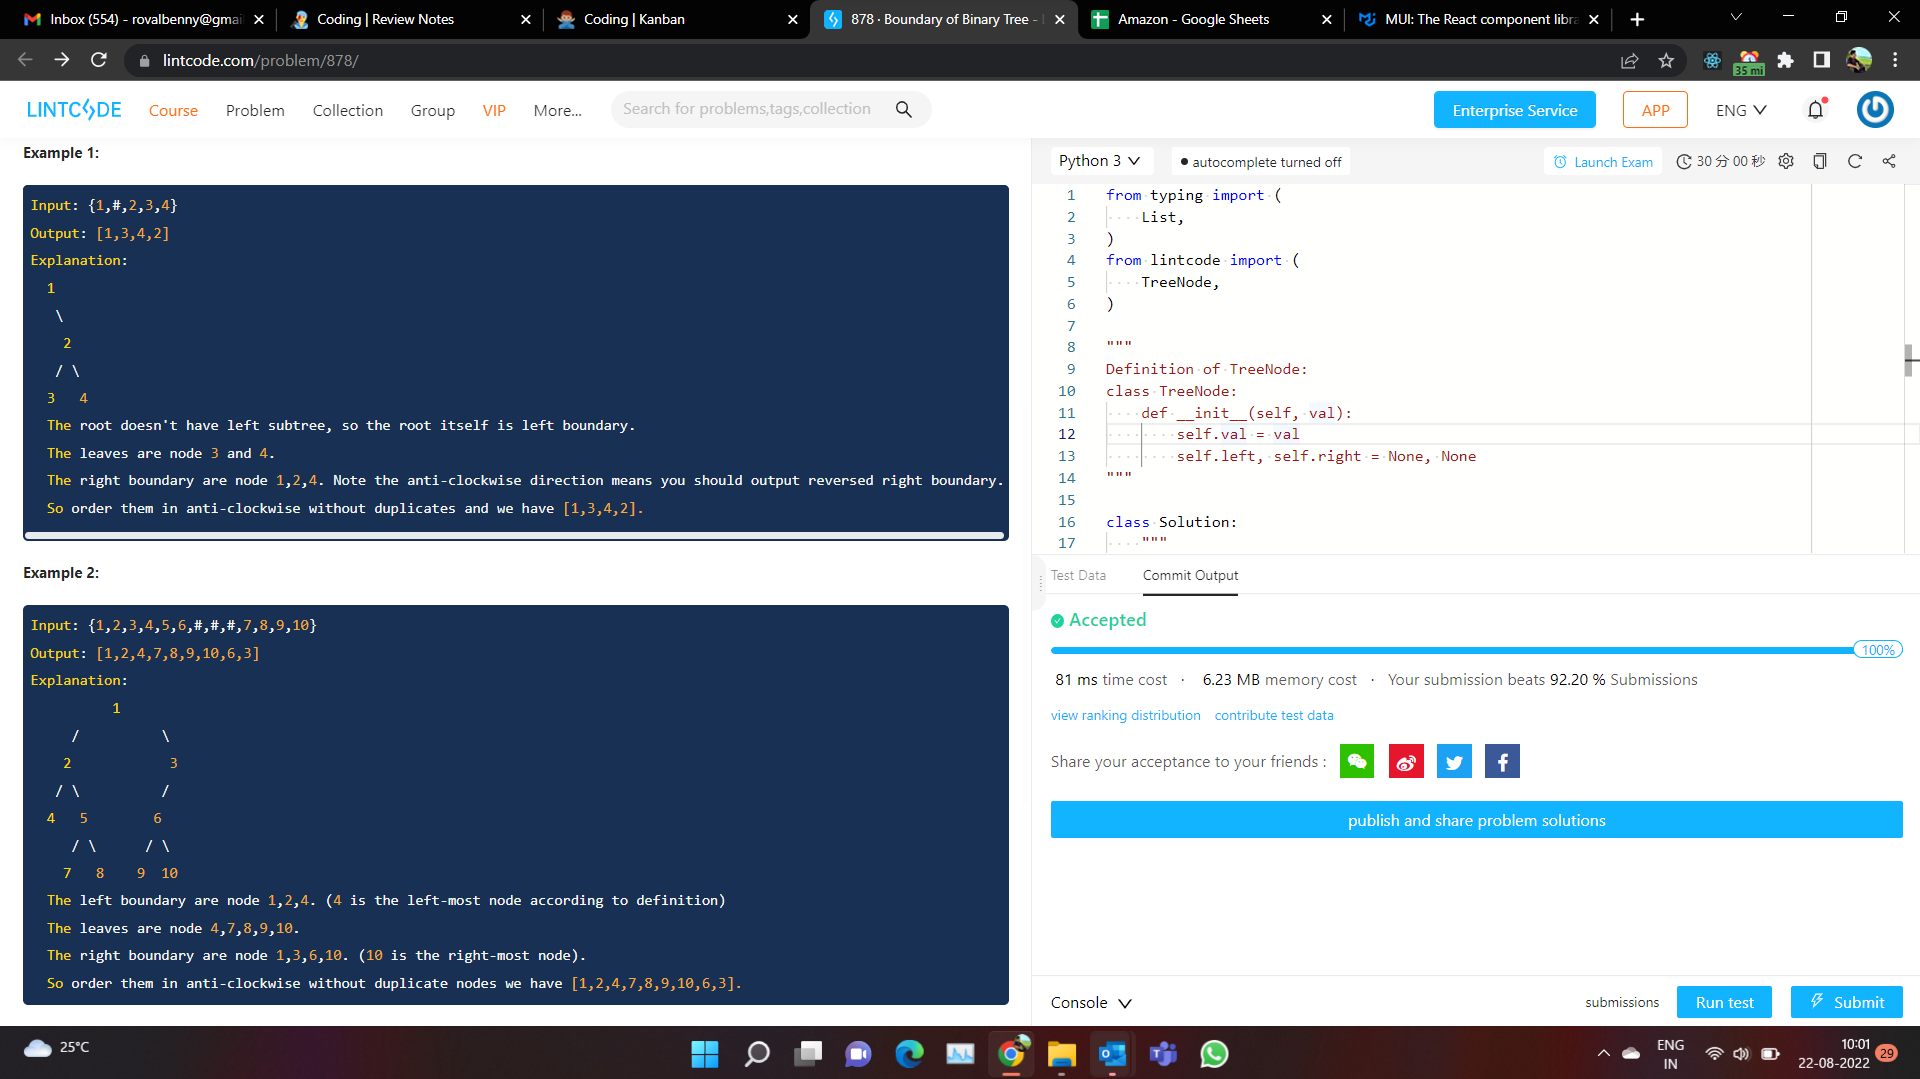 Inbox (554) - rovalbenny@gmai
Coding | Review Notes
Coding | Kanban
878 · Boundary of Binary Tree - L
Amazon - Google Sheets
MUI: The React component libra
lintcode.com/problem/878/
35 mi
LINTCODE
Course
Problem
Collection
Group
VIP
More...
Search for problems,tags,collection
Enterprise Service
APP
ENG
Example 1:
Input: {1,#,2,3,4}
Output: [1,3,4,2]
Explanation:
1
\
2
/ \
3 4
The root doesn't have left subtree, so the root itself is left boundary.
The leaves are node 3 and 4.
The right boundary are node 1,2,4. Note the anti-clockwise direction means you should output reversed right boundary.
So order them in anti-clockwise without duplicates and we have [1,3,4,2].
Example 2:
Input: {1,2,3,4,5,6,#,#,#,7,8,9,10}
Output: [1,2,4,7,8,9,10,6,3]
Explanation:
1
/ \
2 3
/ \ /
4 5 6
/ \ / \
7 8 9 10
The left boundary are node 1,2,4. (4 is the left-most node according to definition)
The leaves are node 4,7,8,9,10.
The right boundary are node 1,3,6,10. (10 is the right-most node).
So order them in anti-clockwise without duplicate nodes we have [1,2,4,7,8,9,10,6,3].
Python 3
autocomplete turned off
Launch Exam
30 分 00 秒
1 from typing import (
2 List,
3 )
4 from lintcode import (
5 TreeNode,
6 )
7
8 """
9 Definition of TreeNode:
10 class TreeNode:
11 def __init__(self, val):
12 self.val = val
13 self.left, self.right = None, None
14 """
15
16 class Solution:
17 """
Test Data
Commit Output
Accepted
100%
81 ms time cost · 6.23 MB memory cost · Your submission beats 92.20 % Submissions
view ranking distribution
contribute test data
Share your acceptance to your friends :
publish and share problem solutions
Console
submissions
Run test
Submit
25°C
ENG
IN
10:01
22-08-2022
29